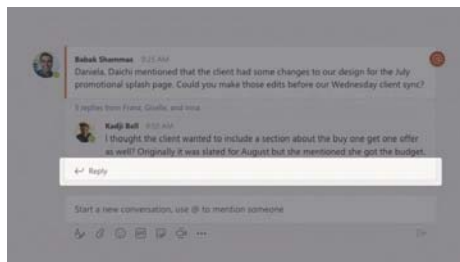 Babak Shammas 9:25 AM
Daniela, Daichi mentioned that the client had some changes to our design for the July
promotional splash page. Could you make those edits before our Wednesday client sync?
replies from Franz, Giselle, and
Kadji Bell 9:55 AM
I thought the client wanted to include a section about the buy one get one offer
as well? Originally it was slated for August but she mentioned she got the budget.
Reply
Start a new conversation, use @ to mention someone